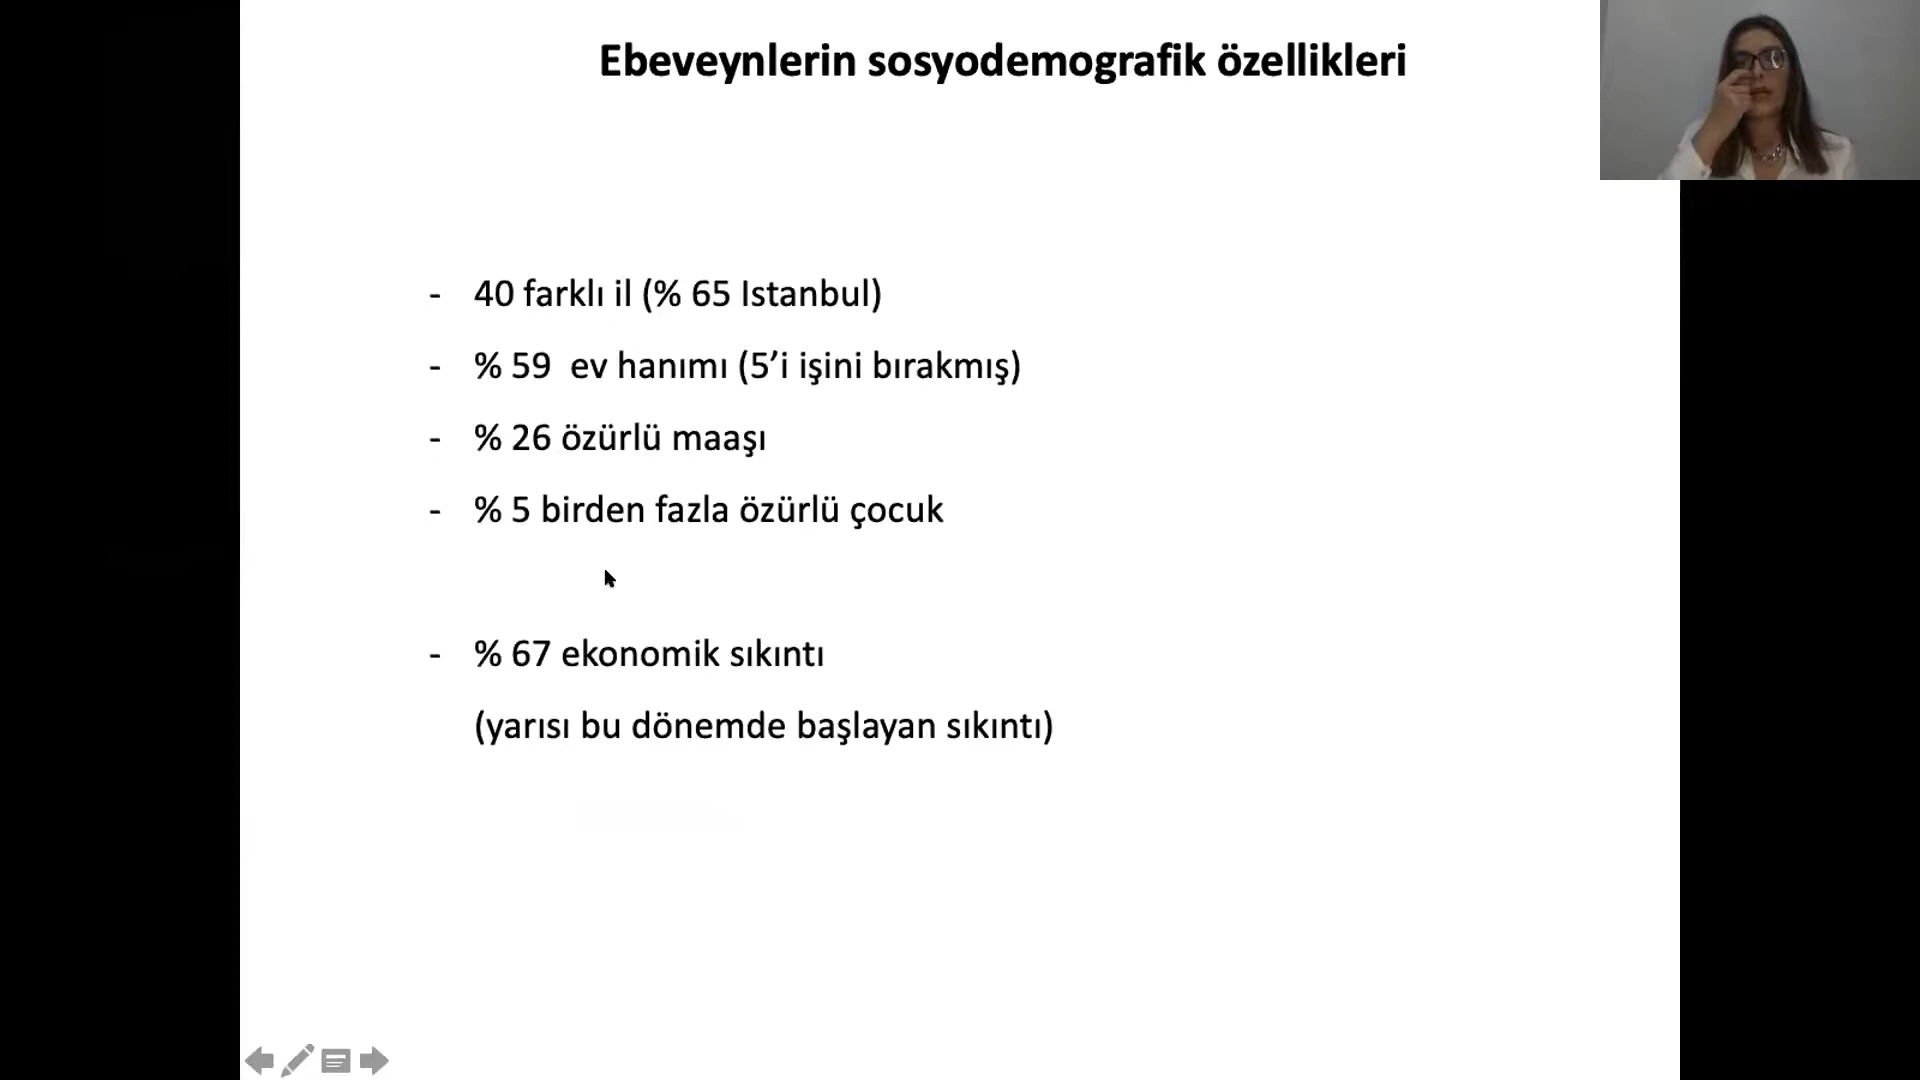 Ebeveynlerin sosyodemografik özellikleri
- 40 farklı il (% 65 Istanbul)
- % 59 ev hanımı (5’i işini bırakmış)
- % 26 özürlü maaşı
- % 5 birden fazla özürlü çocuk
- % 67 ekonomik sıkıntı
(yarısı bu dönemde başlayan sıkıntı)